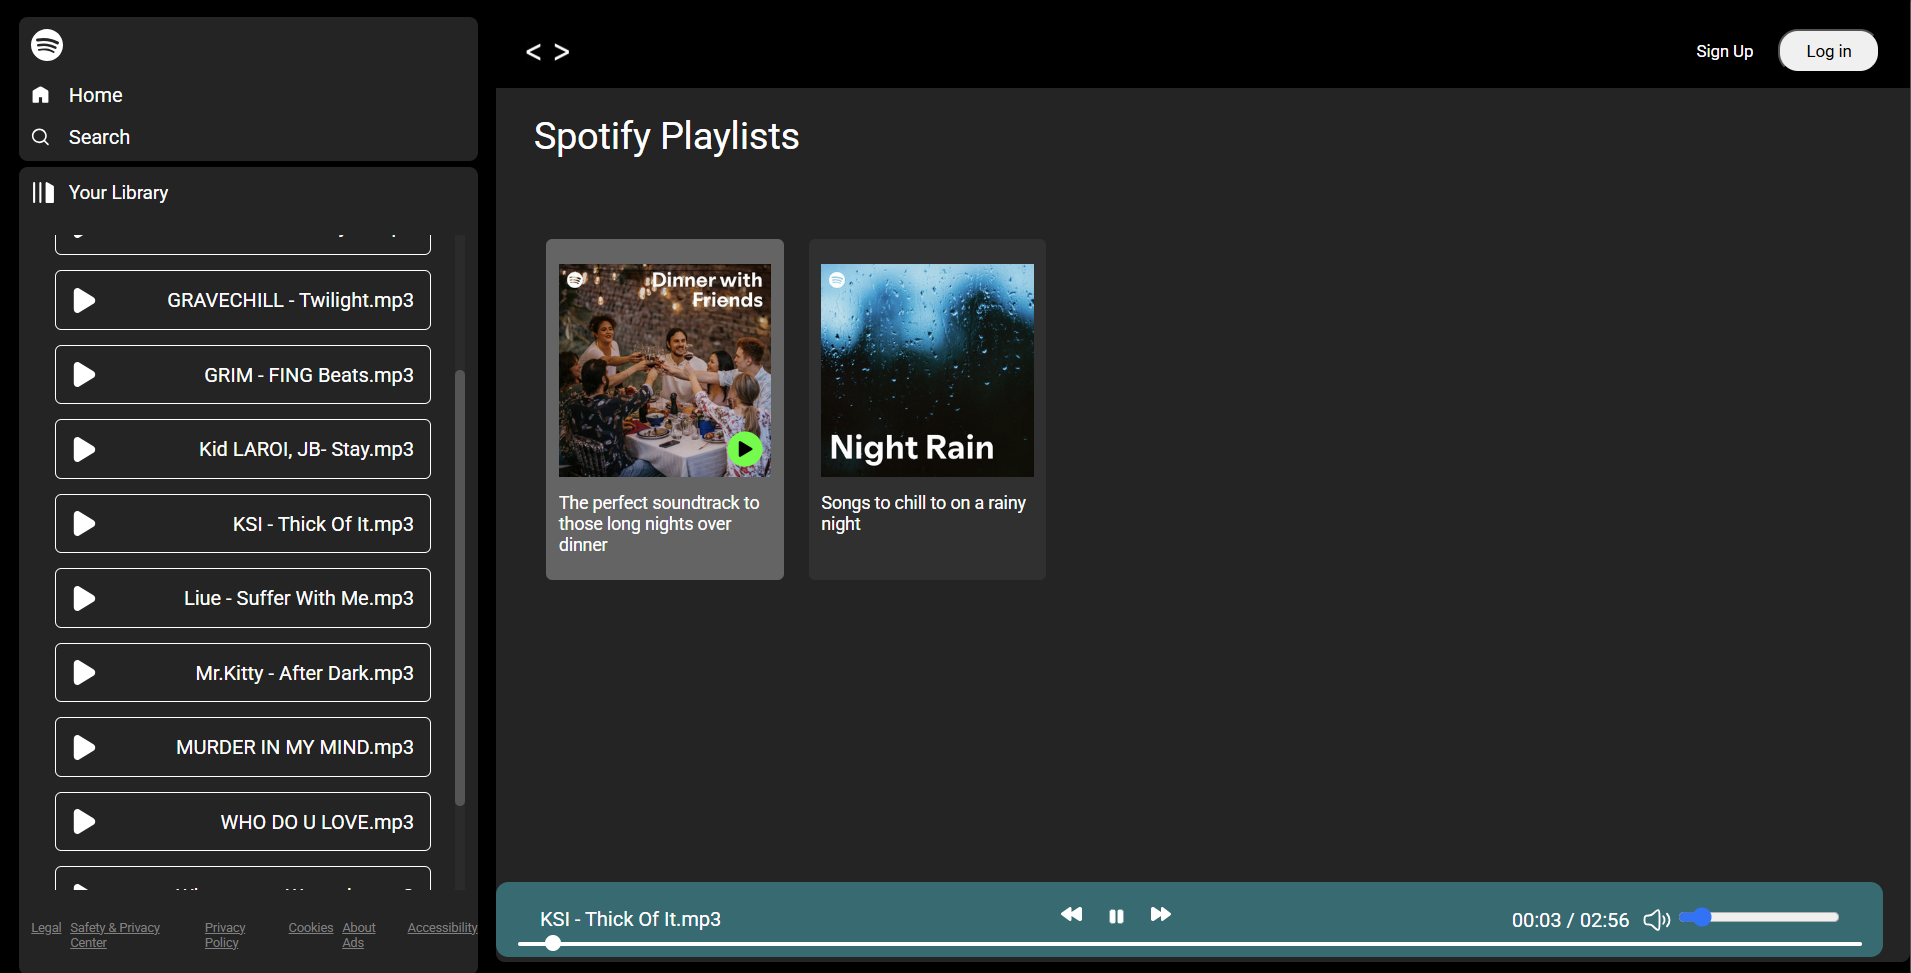 Home
Search
Your Library
GRAVECHILL - Twilight.mp3
GRIM - FING Beats.mp3
Kid LAROI, JB- Stay.mp3
KSI - Thick Of It.mp3
Liue - Suffer With Me.mp3
Mr.Kitty - After Dark.mp3
MURDER IN MY MIND.mp3
WHO DO U LOVE.mp3
Legal
Safety & Privacy
Center
Privacy
Policy
Cookies
About
Ads
Accessibility
< >
Sign Up
Log in
Spotify Playlists
Dinner with
Friends
The perfect soundtrack to
those long nights over
dinner
Night Rain
Songs to chill to on a rainy
night
KSI - Thick Of It.mp3
00:03 / 02:56